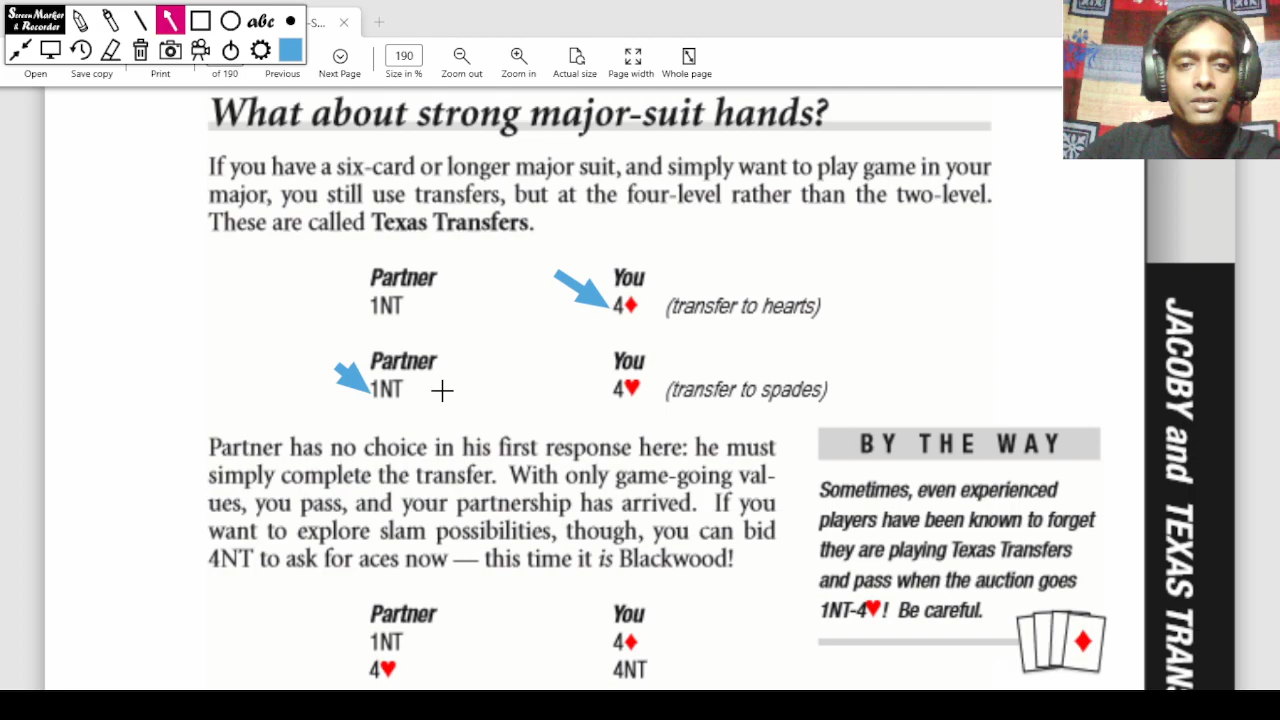 Screen Marker
& Recorder
abc
-S...
190
Open
Save copy
Print
of 190
Previous
Next Page
Size in %
Zoom out
Zoom in
Actual size
Page width
Whole page
What about strong major-suit hands?
If you have a six-card or longer major suit, and simply want to play game in your
major, you still use transfers, but at the four-level rather than the two-level.
These are called Texas Transfers.
Partner You
1NT 4♦ (transfer to hearts)
Partner You
1NT 4♥ (transfer to spades)
Partner has no choice in his first response here: he must
simply complete the transfer. With only game-going val-
ues, you pass, and your partnership has arrived. If you
want to explore slam possibilities, though, you can bid
4NT to ask for aces now — this time it is Blackwood!
Partner You
1NT 4♦
4♥ 4NT
BY THE WAY
Sometimes, even experienced
players have been known to forget
they are playing Texas Transfers
and pass when the auction goes
1NT-4♥! Be careful.
JACOBY and TEXAS TRANS